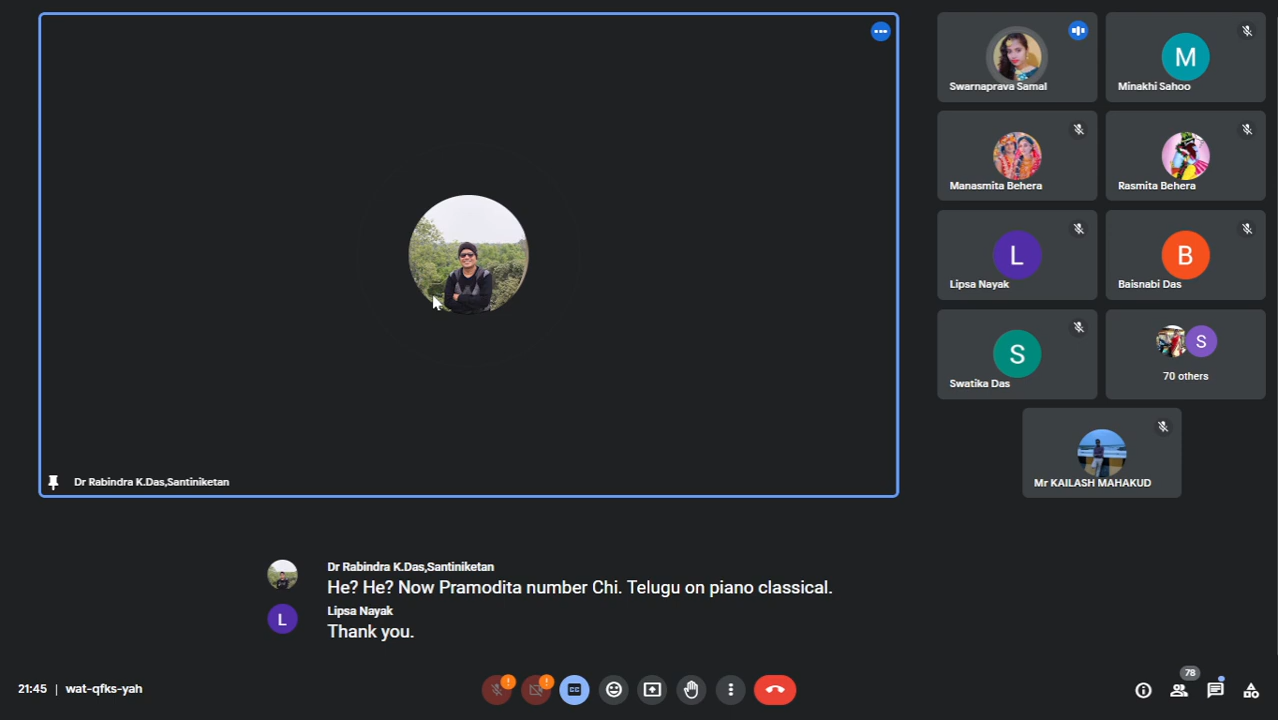 Swarnaprava Samal
M
Minakhi Sahoo
Manasmita Behera
Rasmita Behera
L
Lipsa Nayak
B
Baisnabi Das
S
Swatika Das
S
70 others
Mr KAILASH MAHAKUD
Dr Rabindra K.Das,Santiniketan
Dr Rabindra K.Das,Santiniketan
He? He? Now Pramodita number Chi. Telugu on piano classical.
L
Lipsa Nayak
Thank you.
21:45 | wat-qfks-yah
CC
78